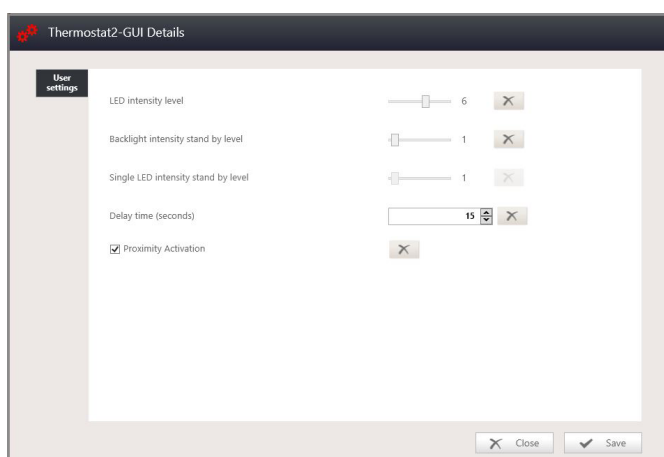 Thermostat2-GUI Details
User
settings
LED intensity level 6
Backlight intensity stand by level 1
Single LED intensity stand by level 1
Delay time (seconds) 15
Proximity Activation
Close Save